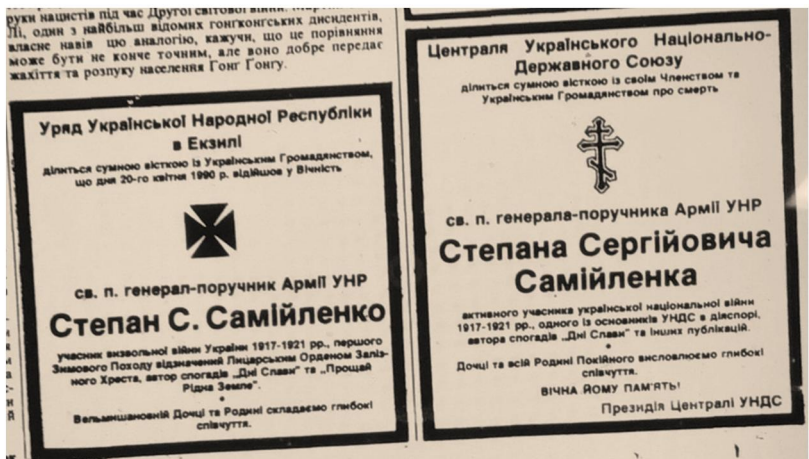 руки нацистів під час Другої світової війни.
Лі, один з найбільш відомих гонгконгських дисидентів,
власне навів цю аналогію, кажучи, що це порівняння
може бути не конче точним, але воно добре передає
жахіття та розпуку населення Гонг Гонгу.
Уряд Української Народної Республіки
в Екзилі
ділиться сумною вісткою із Українським Громадянством,
що дня 20-го квітня 1990 р. відійшов у Вічність
св. п. генерал-поручник Армії УНР
Степан С. Самійленко
учасник визвольної війни України 1917-1921 рр., першого
Зимового Походу відзначений Лицарським Орденом Заліз-
ного Хреста, автор спогадів „Дні Слави" та „Прощай
Рідна Земле".
Вельмишановній Дочці та Родині складаємо глибокі
співчуття.
Централя Українського Національно-
Державного Союзу
ділиться сумною вісткою із своїм Членством та
Українським Громадянством про смерть
св. п. генерала-поручника Армії УНР
Степана Сергійовича
Самійленка
активного учасника української національної війни
1917-1921 рр., одного із основників УНДС в діяспорі,
автора спогадів „Дні Слави" та інших публікацій.
Дочці та всій Родині Покійного висловлюємо глибокі
співчуття.
ВІЧНА ЙОМУ ПАМ'ЯТЬ!
Президія Централі УНДС